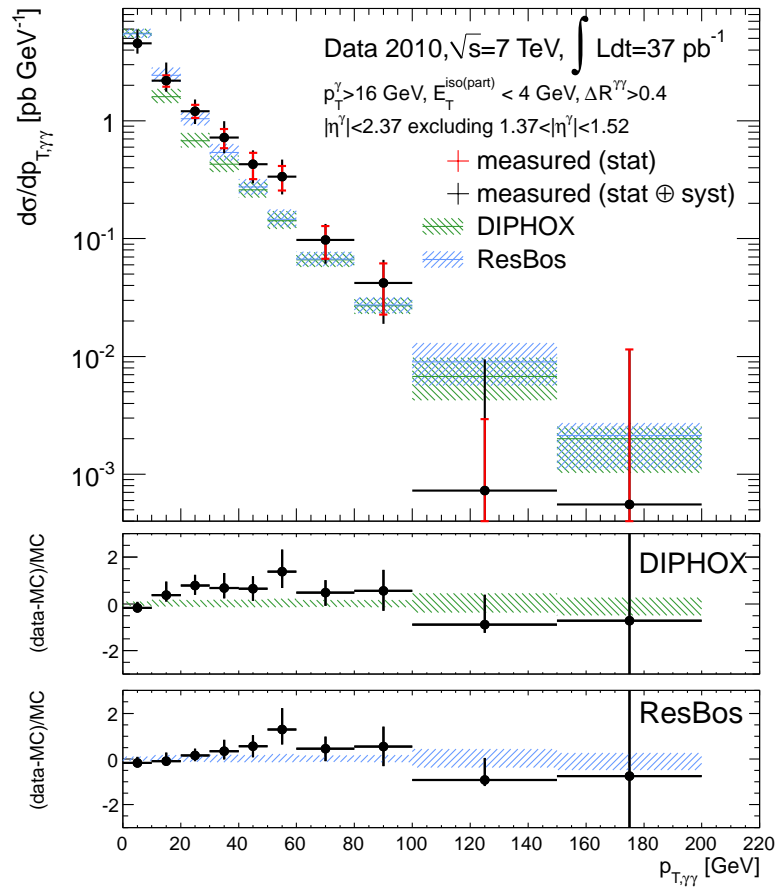 dσ/dp_{T,γγ} [pb GeV^{-1}]
Data 2010, √s=7 TeV, ∫ Ldt=37 pb^{-1}
p_T^γ>16 GeV, E_T^{iso(part)} < 4 GeV, ΔR^{γγ}>0.4
|η^γ|<2.37 excluding 1.37<|η^γ|<1.52
measured (stat)
measured (stat ⊕ syst)
DIPHOX
ResBos
1
10^{-1}
10^{-2}
10^{-3}
(data-MC)/MC
2
0
-2
DIPHOX
(data-MC)/MC
2
0
-2
ResBos
0 20 40 60 80 100 120 140 160 180 200 220
p_{T,γγ} [GeV]